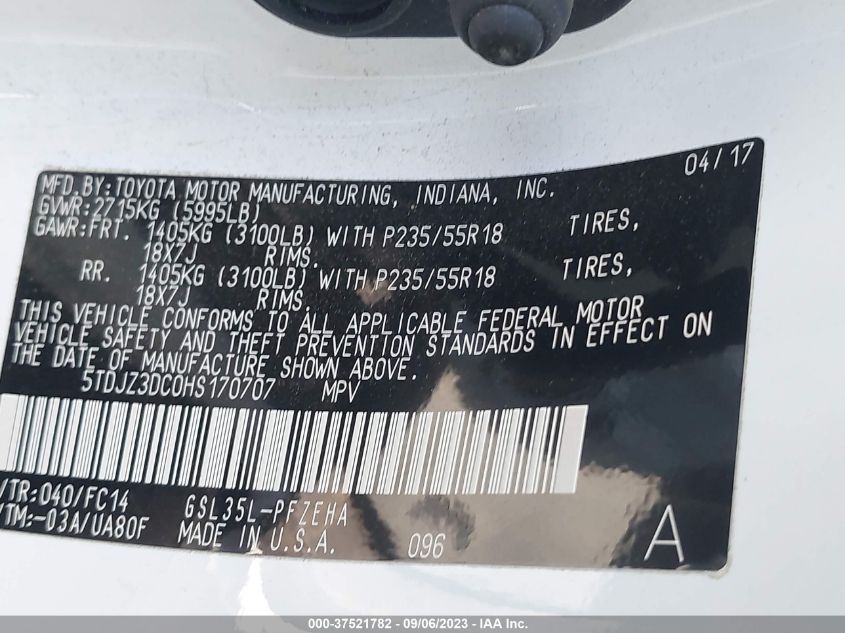 04/17
MFD.BY:TOYOTA MOTOR MANUFACTURING, INDIANA, INC.
GVWR:2715KG (5995LB)
GAWR:FRT. 1405KG (3100LB) WITH P235/55R18 TIRES,
18X7J RIMS.
RR. 1405KG (3100LB) WITH P235/55R18 TIRES,
18X7J RIMS.
THIS VEHICLE CONFORMS TO ALL APPLICABLE FEDERAL MOTOR
VEHICLE SAFETY AND THEFT PREVENTION STANDARDS IN EFFECT ON
THE DATE OF MANUFACTURE SHOWN ABOVE.
5TDJZ3DC0HS170707 MPV
/TR:040/FC14 GSL35L-PFZEHA
/TM:-03A/UA80F MADE IN U.S.A. 096 A
000-37521782 - 09/06/2023 - IAA Inc.